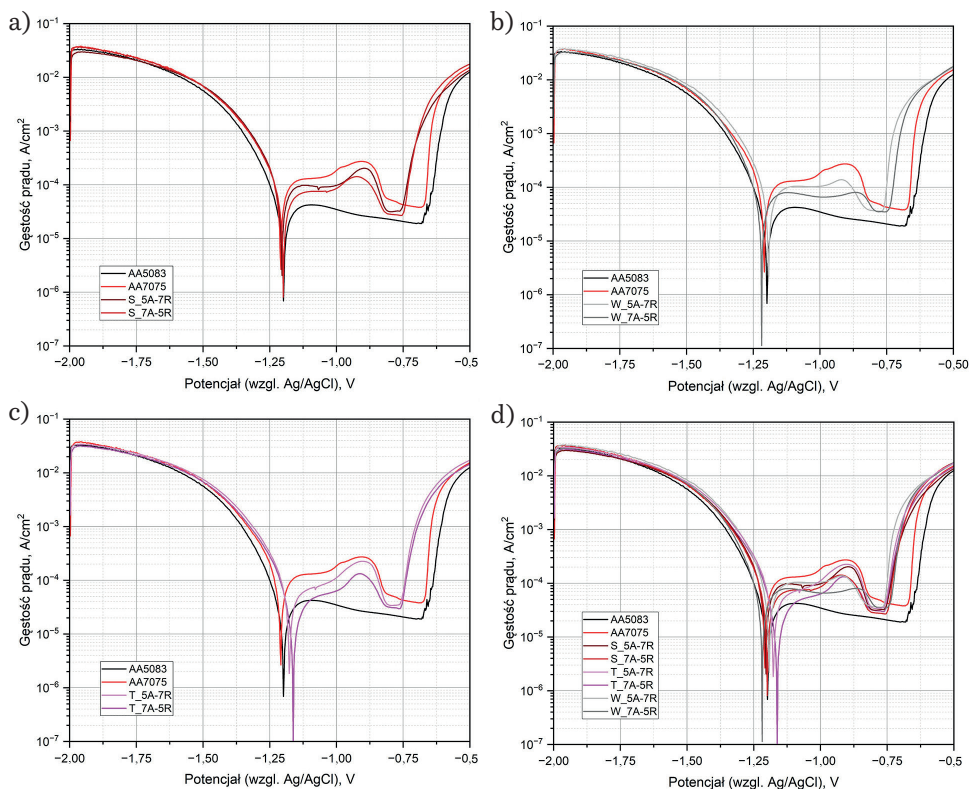 a)
Gęstość prądu, A/cm²
10⁻¹
10⁻²
10⁻³
10⁻⁴
10⁻⁵
10⁻⁶
10⁻⁷
AA5083
AA7075
S_5A-7R
S_7A-5R
−2,00 −1,75 −1,50 −1,25 −1,00 −0,75 −0,5
Potencjał (wzgl. Ag/AgCl), V
b)
Gęstość prądu, A/cm²
10⁻¹
10⁻²
10⁻³
10⁻⁴
10⁻⁵
10⁻⁶
10⁻⁷
AA5083
AA7075
W_5A-7R
W_7A-5R
−2,00 −1,75 −1,50 −1,25 −1,00 −0,75 −0,50
Potencjał (wzgl. Ag/AgCl), V
c)
Gęstość prądu, A/cm²
10⁻¹
10⁻²
10⁻³
10⁻⁴
10⁻⁵
10⁻⁶
10⁻⁷
AA5083
AA7075
T_5A-7R
T_7A-5R
−2,00 −1,75 −1,50 −1,25 −1,00 −0,75 −0,5
Potencjał (wzgl. Ag/AgCl), V
d)
Gęstość prądu, A/cm²
10⁻¹
10⁻²
10⁻³
10⁻⁴
10⁻⁵
10⁻⁶
10⁻⁷
AA5083
AA7075
S_5A-7R
S_7A-5R
T_5A-7R
T_7A-5R
W_5A-7R
W_7A-5R
−2,00 −1,75 −1,50 −1,25 −1,00 −0,75 −0,5
Potencjał (wzgl. Ag/AgCl), V